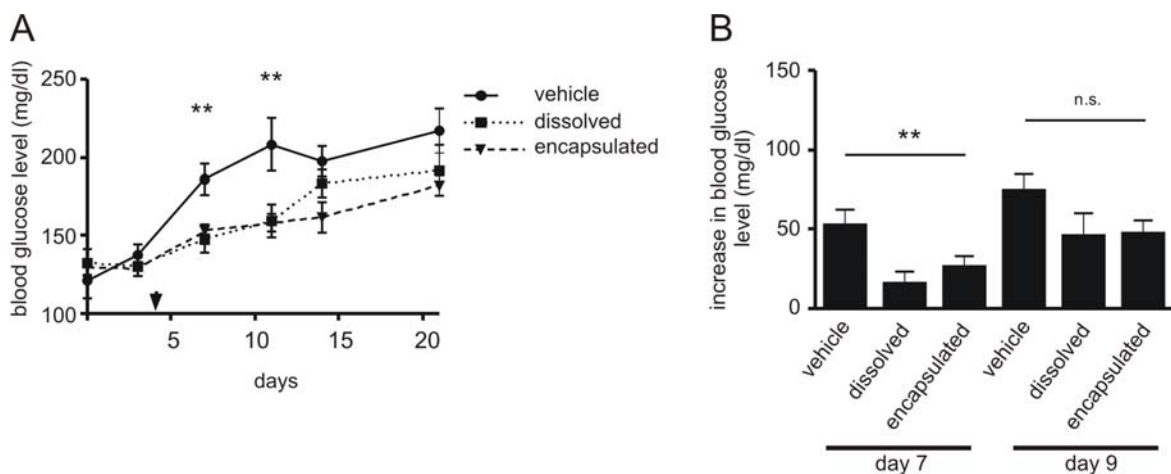 A
blood glucose level (mg/dl)
250
200
150
100
**
**
5
10
15
20
days
vehicle
dissolved
encapsulated
B
increase in blood glucose
level (mg/dl)
150
100
50
0
**
n.s.
vehicle
dissolved
encapsulated
vehicle
dissolved
encapsulated
day 7
day 9